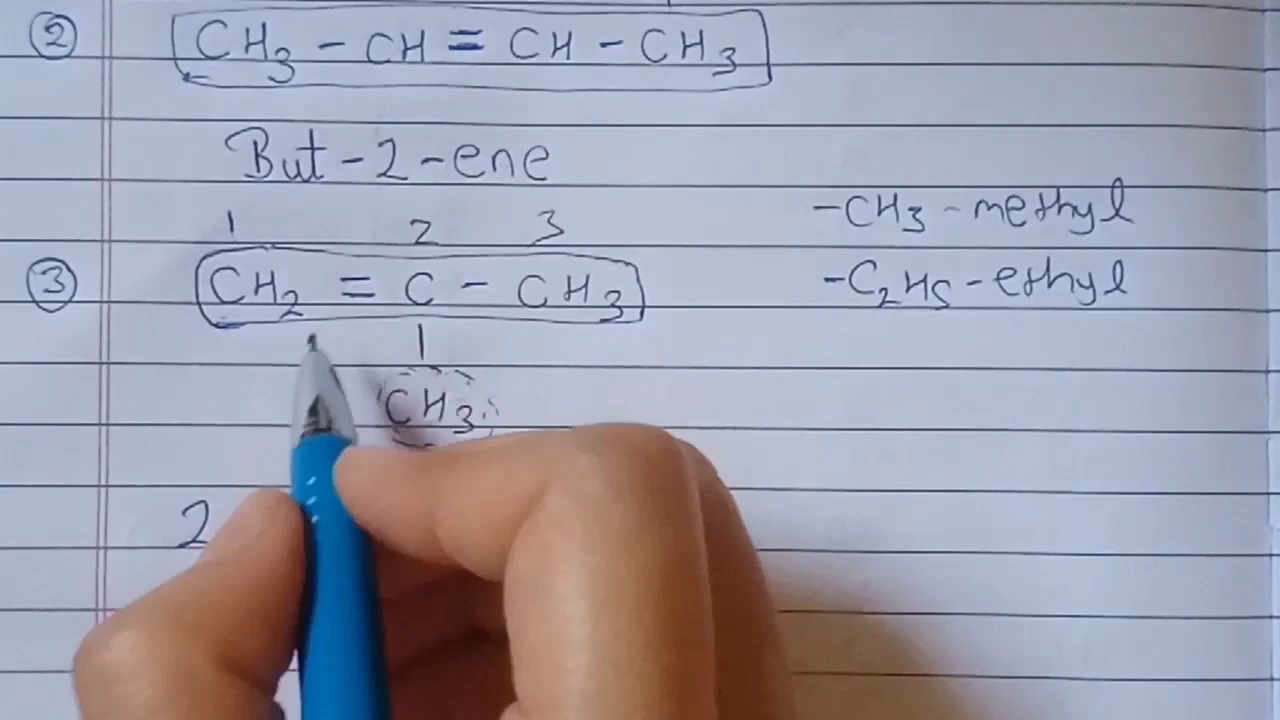 ② CH3 - CH = CH - CH3
But-2-ene
-CH3 - methyl
1 2 3
③ CH2 = C - CH3
-C2H5 - ethyl
|
CH3
2